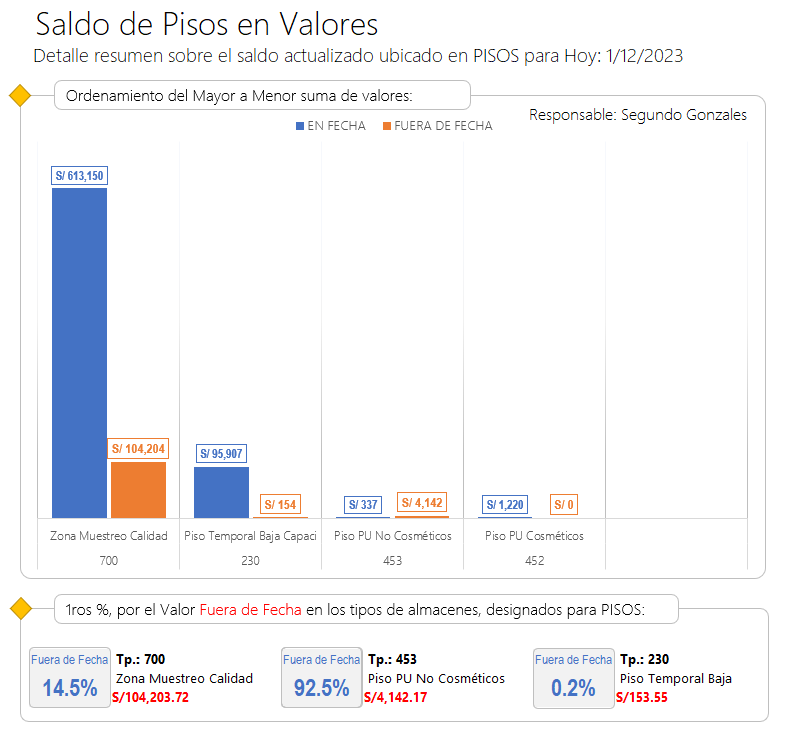 Saldo de Pisos en Valores
Detalle resumen sobre el saldo actualizado ubicado en PISOS para Hoy: 1/12/2023
Ordenamiento del Mayor a Menor suma de valores:
Responsable: Segundo Gonzales
EN FECHA FUERA DE FECHA
S/ 613,150
S/ 104,204
S/ 95,907
S/ 154
S/ 337
S/ 4,142
S/ 1,220
S/ 0
Zona Muestreo Calidad Piso Temporal Baja Capaci Piso PU No Cosméticos Piso PU Cosméticos
700 230 453 452
1ros %, por el Valor Fuera de Fecha en los tipos de almacenes, designados para PISOS:
Fuera de Fecha
14.5%
Tp.: 700
Zona Muestreo Calidad
S/104,203.72
Fuera de Fecha
92.5%
Tp.: 453
Piso PU No Cosméticos
S/4,142.17
Fuera de Fecha
0.2%
Tp.: 230
Piso Temporal Baja
S/153.55